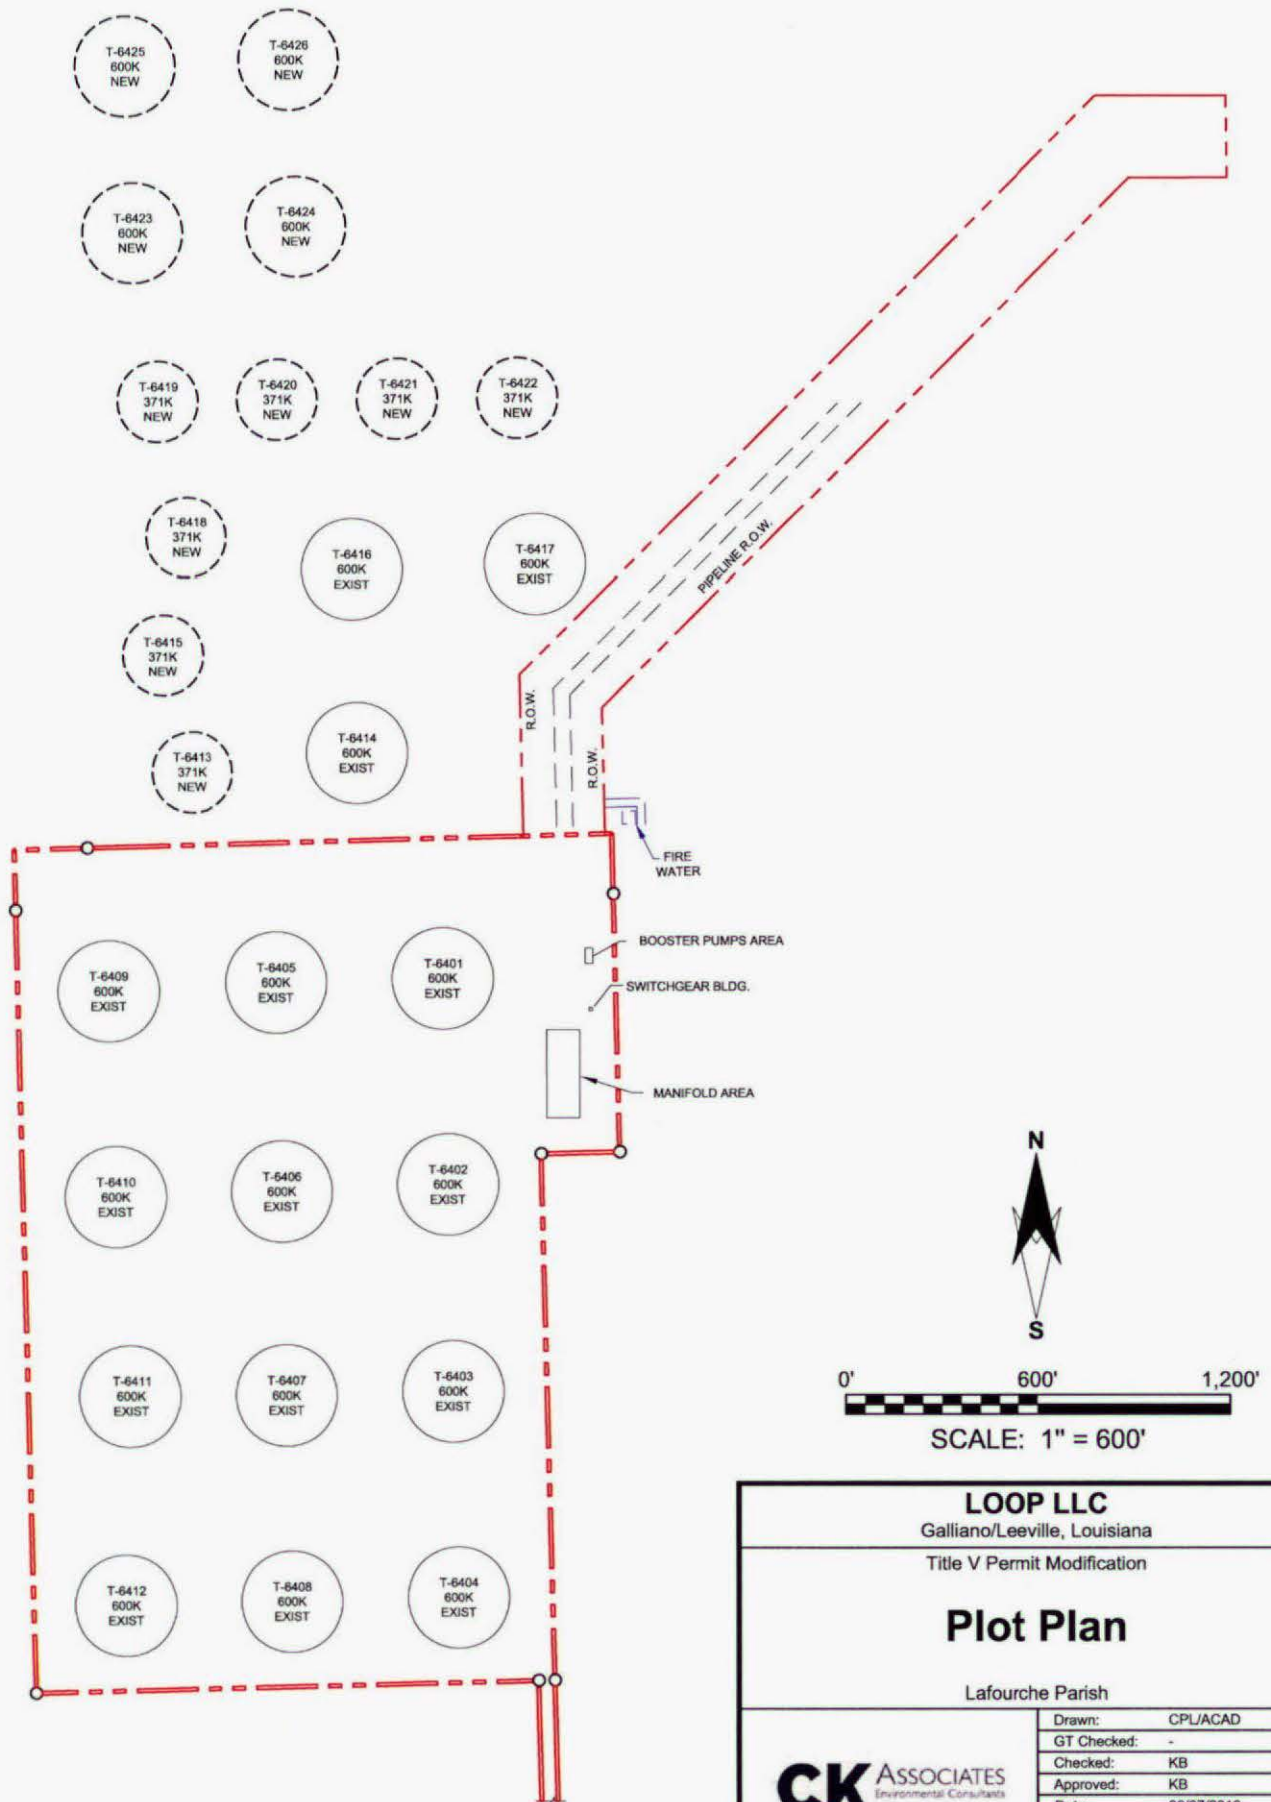 T-6425
600K
NEW
T-6426
600K
NEW
T-6423
600K
NEW
T-6424
600K
NEW
T-6419
371K
NEW
T-6420
371K
NEW
T-6421
371K
NEW
T-6422
371K
NEW
T-6418
371K
NEW
T-6416
600K
EXIST
T-6417
600K
EXIST
PIPELINE R.O.W.
T-6415
371K
NEW
R.O.W.
R.O.W.
T-6414
600K
EXIST
T-6413
371K
NEW
FIRE
WATER
BOOSTER PUMPS AREA
SWITCHGEAR BLDG.
MANIFOLD AREA
T-6409
600K
EXIST
T-6405
600K
EXIST
T-6401
600K
EXIST
T-6410
600K
EXIST
T-6406
600K
EXIST
T-6402
600K
EXIST
T-6411
600K
EXIST
T-6407
600K
EXIST
T-6403
600K
EXIST
T-6412
600K
EXIST
T-6408
600K
EXIST
T-6404
600K
EXIST
N
S
0' 600' 1,200'
SCALE: 1" = 600'
LOOP LLC
Galliano/Leeville, Louisiana
Title V Permit Modification
Plot Plan
Lafourche Parish
CK ASSOCIATES
Environmental Consultants
Drawn: CPL/ACAD
GT Checked: -
Checked: KB
Approved: KB